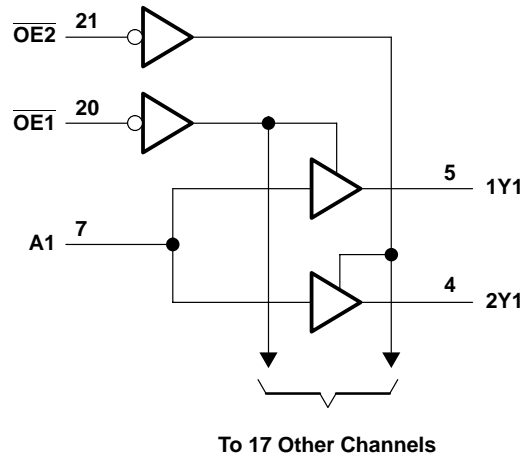 OE2 21
OE1 20
5 1Y1
A1 7
4 2Y1
To 17 Other Channels